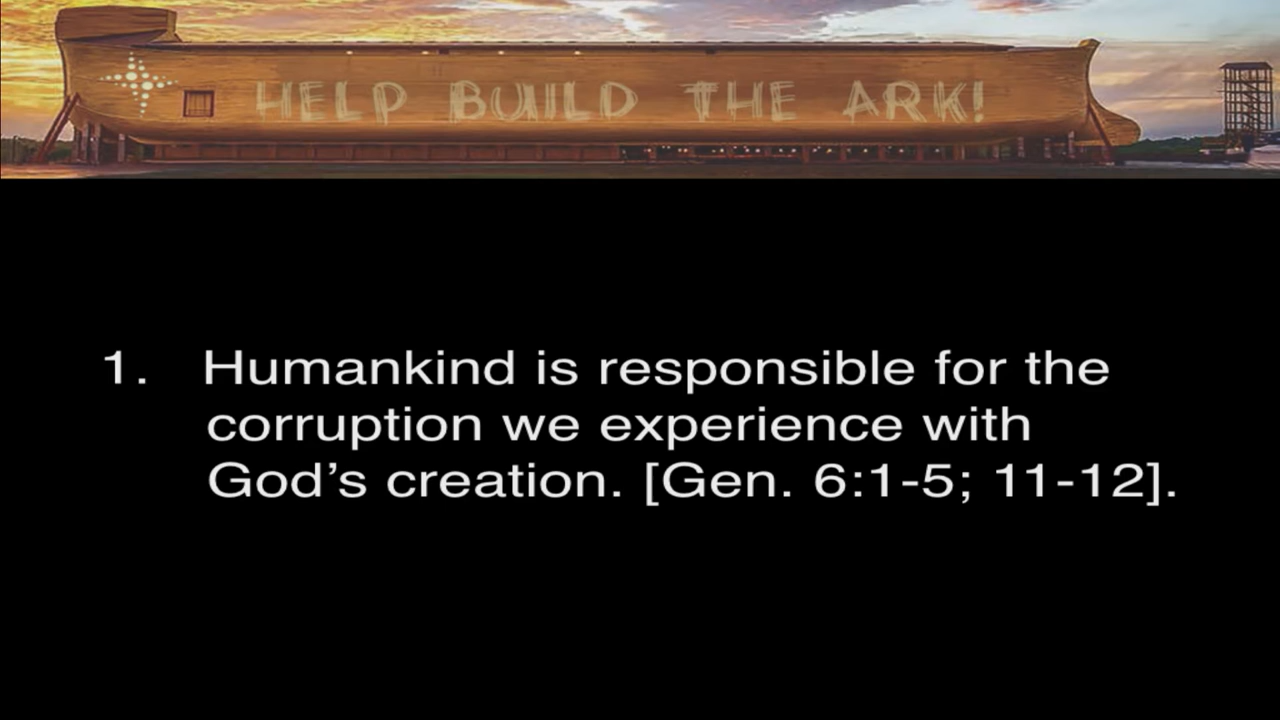 HELP BUILD THE ARK!
1. Humankind is responsible for the
corruption we experience with
God’s creation. [Gen. 6:1-5; 11-12].